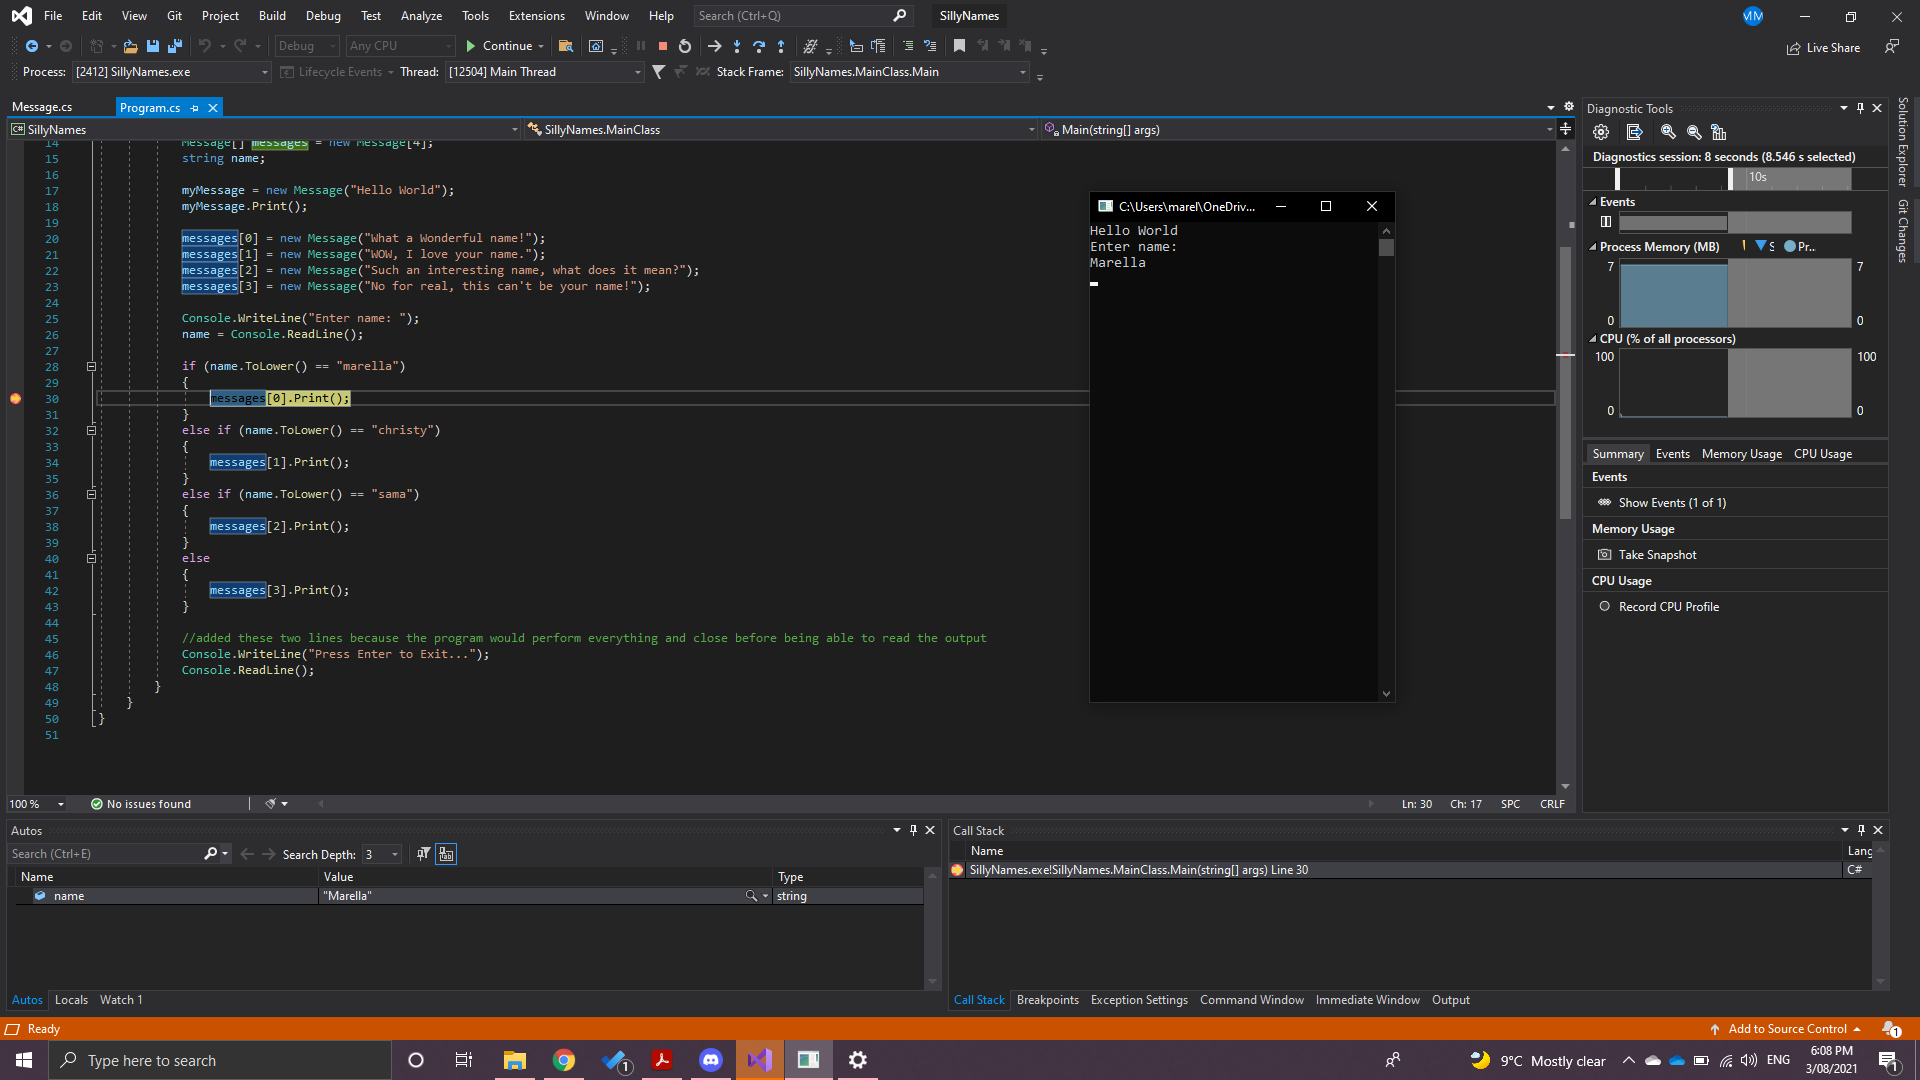 File Edit View Git Project Build Debug Test Analyze Tools Extensions Window Help Search (Ctrl+Q) SillyNames MM
Debug Any CPU Continue Live Share
Process: [2412] SillyNames.exe Lifecycle Events Thread: [12504] Main Thread Stack Frame: SillyNames.MainClass.Main
Message.cs Program.cs
SillyNames SillyNames.MainClass Main(string[] args)
14 Message[] messages = new Message[4];
15 string name;
16
17 myMessage = new Message("Hello World");
18 myMessage.Print();
19
20 messages[0] = new Message("What a Wonderful name!");
21 messages[1] = new Message("WOW, I love your name.");
22 messages[2] = new Message("Such an interesting name, what does it mean?");
23 messages[3] = new Message("No for real, this can't be your name!");
24
25 Console.WriteLine("Enter name: ");
26 name = Console.ReadLine();
27
28 if (name.ToLower() == "marella")
29 {
30 messages[0].Print();
31 }
32 else if (name.ToLower() == "christy")
33 {
34 messages[1].Print();
35 }
36 else if (name.ToLower() == "sama")
37 {
38 messages[2].Print();
39 }
40 else
41 {
42 messages[3].Print();
43 }
44
45 //added these two lines because the program would perform everything and close before being able to read the output
46 Console.WriteLine("Press Enter to Exit...");
47 Console.ReadLine();
48 }
49 }
50 }
51
C:\Users\marel\OneDriv...
Hello World
Enter name:
Marella
100 % No issues found Ln: 30 Ch: 17 SPC CRLF
Diagnostic Tools
Diagnostics session: 8 seconds (8.546 s selected)
10s
Events
Process Memory (MB) S Pr...
7 7
0 0
CPU (% of all processors)
100 100
0 0
Summary Events Memory Usage CPU Usage
Events
Show Events (1 of 1)
Memory Usage
Take Snapshot
CPU Usage
Record CPU Profile
Solution Explorer
Git Changes
Autos
Search (Ctrl+E) Search Depth: 3
Name Value Type
name "Marella" string
Autos Locals Watch 1
Call Stack
Name Lang
SillyNames.exe!SillyNames.MainClass.Main(string[] args) Line 30 C#
Call Stack Breakpoints Exception Settings Command Window Immediate Window Output
Ready Add to Source Control 1
Type here to search 1 9°C Mostly clear ENG 6:08 PM 1
3/08/2021